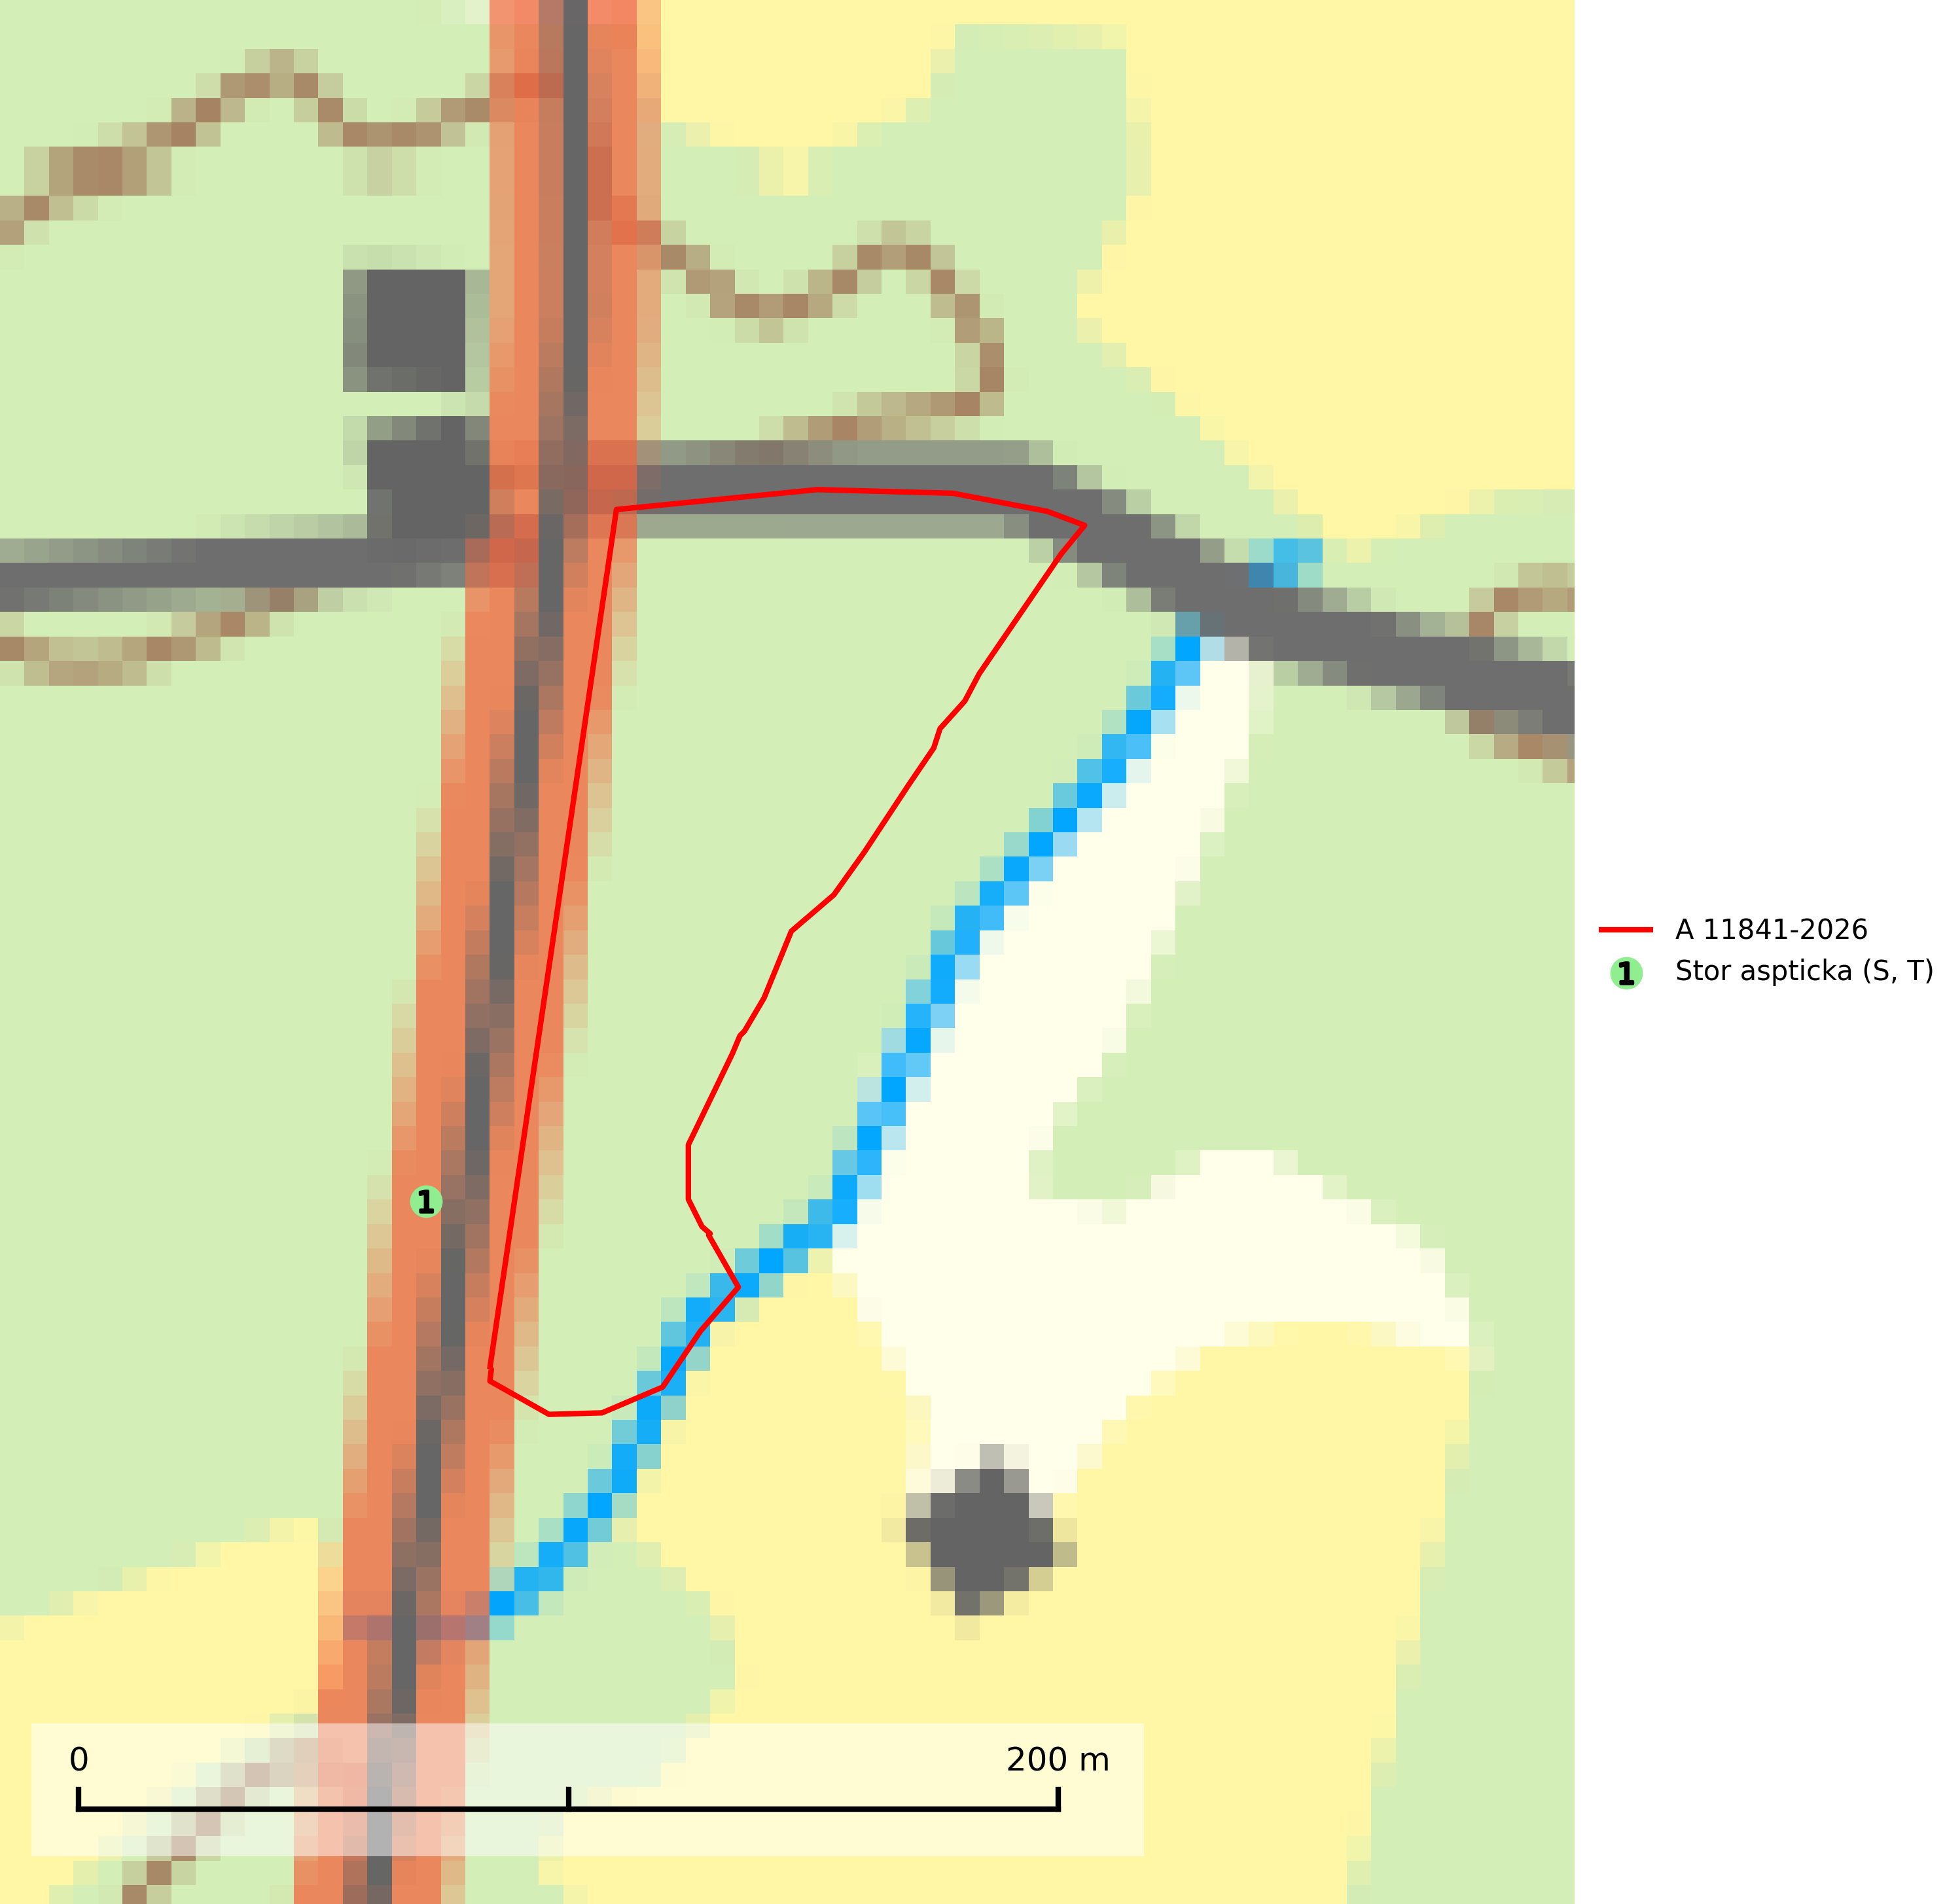 A 11841-2026
1 Stor aspticka (S, T)
1
0 200 m